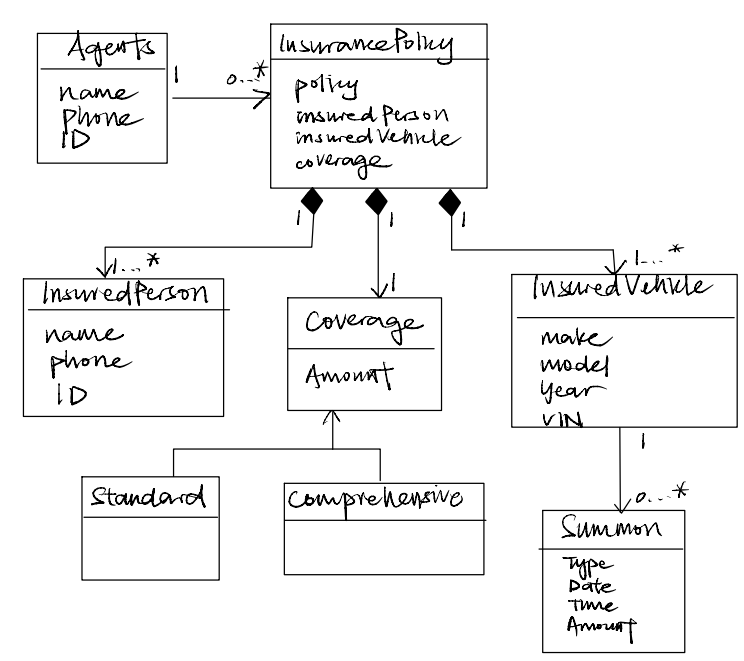 Agents
name
phone
ID
1
0...*
InsurancePolicy
policy
insuredPerson
insuredVehicle
coverage
1
1
1
1...*
InsuredPerson
name
phone
ID
1
Coverage
Amount
1...*
InsuredVehicle
make
model
Year
VIN
1
0...*
Standard
Comprehensive
Summon
Type
Date
Time
Amount